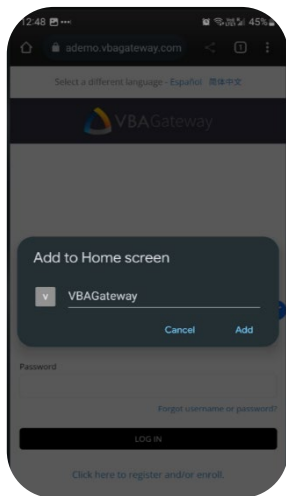 12:48
45%
ademo.vbagateway.com
1
Select a different language - Español 简体中文
VBAGateway
Add to Home screen
V VBAGateway
Cancel Add
Password
Forgot username or password?
LOG IN
Click here to register and/or enroll.